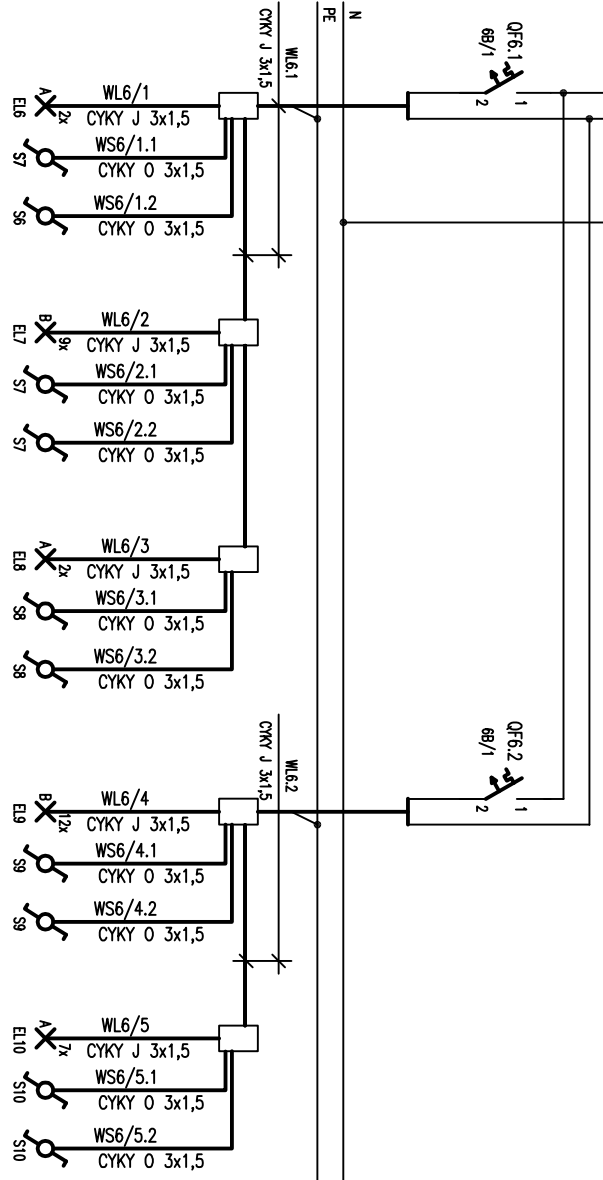 N
PE
WL6.1
CYKY J 3x1,5
QF6.1
6B/1
1
2
EL6
A
2x
WL6/1
CYKY J 3x1,5
S7
WS6/1.1
CYKY O 3x1,5
S6
WS6/1.2
CYKY O 3x1,5
EL7
B
9x
WL6/2
CYKY J 3x1,5
S7
WS6/2.1
CYKY O 3x1,5
S7
WS6/2.2
CYKY O 3x1,5
EL8
A
2x
WL6/3
CYKY J 3x1,5
S8
WS6/3.1
CYKY O 3x1,5
S8
WS6/3.2
CYKY O 3x1,5
WL6.2
CYKY J 3x1,5
QF6.2
6B/1
1
2
EL9
B
12x
WL6/4
CYKY J 3x1,5
S9
WS6/4.1
CYKY O 3x1,5
S9
WS6/4.2
CYKY O 3x1,5
EL10
A
7x
WL6/5
CYKY J 3x1,5
S10
WS6/5.1
CYKY O 3x1,5
S10
WS6/5.2
CYKY O 3x1,5